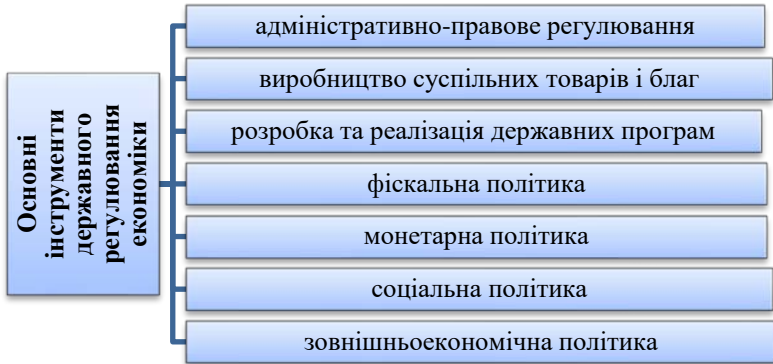 Основні
інструменти
державного
регулювання
економіки
адміністративно-правове регулювання
виробництво суспільних товарів і благ
розробка та реалізація державних програм
фіскальна політика
монетарна політика
соціальна політика
зовнішньоекономічна політика